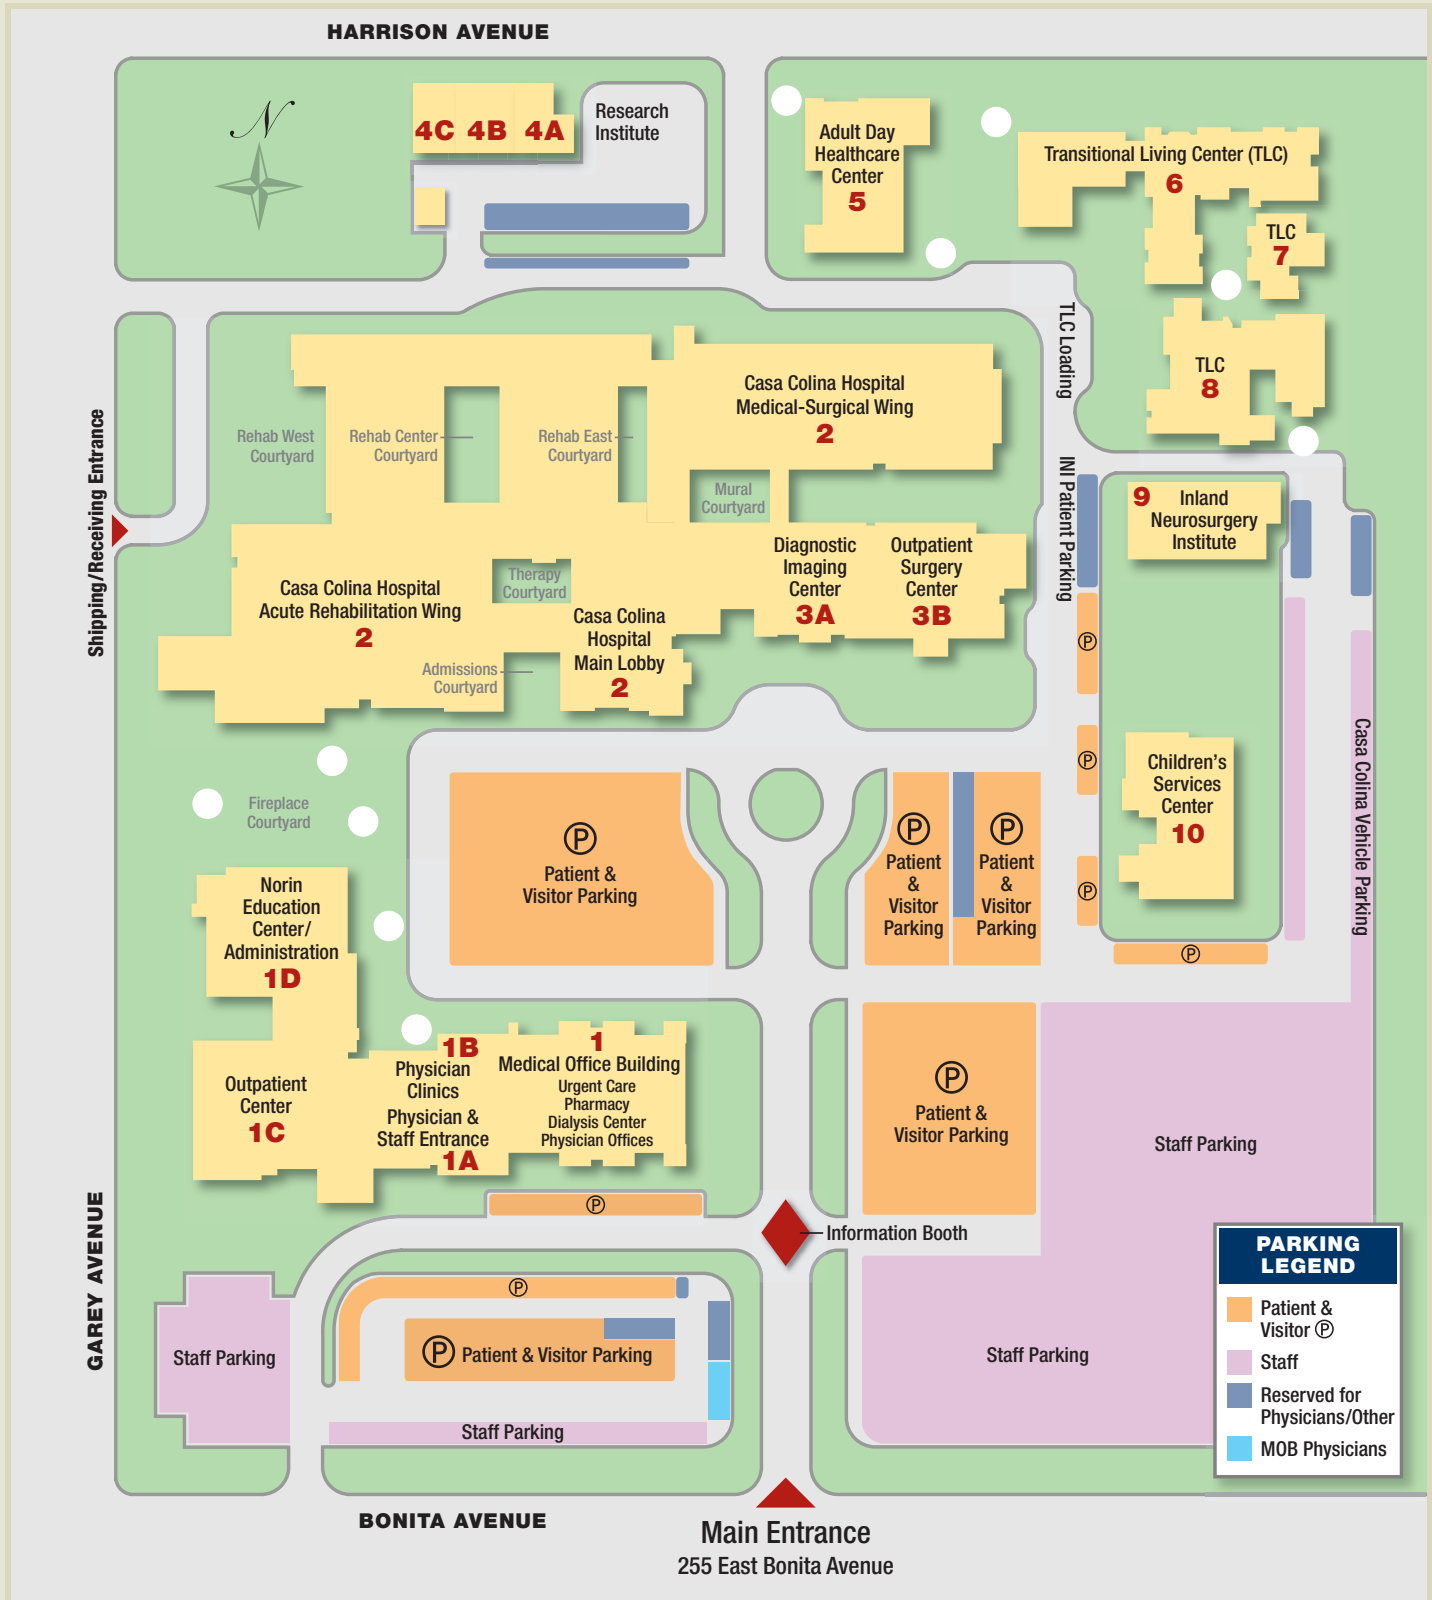 HARRISON AVENUE
N
4C 4B 4A
Research
Institute
Adult Day
Healthcare
Center
5
Transitional Living Center (TLC)
6
TLC
7
TLC
8
TLC Loading
Casa Colina Hospital
Medical-Surgical Wing
2
Rehab West
Courtyard
Rehab Center
Courtyard
Rehab East
Courtyard
Mural
Courtyard
Shipping/Receiving Entrance
INI Patient Parking
9 Inland
Neurosurgery
Institute
Diagnostic
Imaging
Center
3A
Outpatient
Surgery
Center
3B
Therapy
Courtyard
Casa Colina Hospital
Acute Rehabilitation Wing
2
Casa Colina
Hospital
Main Lobby
2
Admissions
Courtyard
P
P
P
P
Children's
Services
Center
10
Casa Colina Vehicle Parking
Fireplace
Courtyard
P
Patient &
Visitor Parking
P
Patient
&
Visitor
Parking
P
Patient
&
Visitor
Parking
Norin
Education
Center/
Administration
1D
1B
Physician
Clinics
Physician &
Staff Entrance
1A
1
Medical Office Building
Urgent Care
Pharmacy
Dialysis Center
Physician Offices
Outpatient
Center
1C
P
Patient &
Visitor Parking
Staff Parking
P
Information Booth
GAREY AVENUE
P
P Patient & Visitor Parking
Staff Parking
Staff Parking
Staff Parking
PARKING
LEGEND
Patient &
Visitor P
Staff
Reserved for
Physicians/Other
MOB Physicians
BONITA AVENUE
Main Entrance
255 East Bonita Avenue